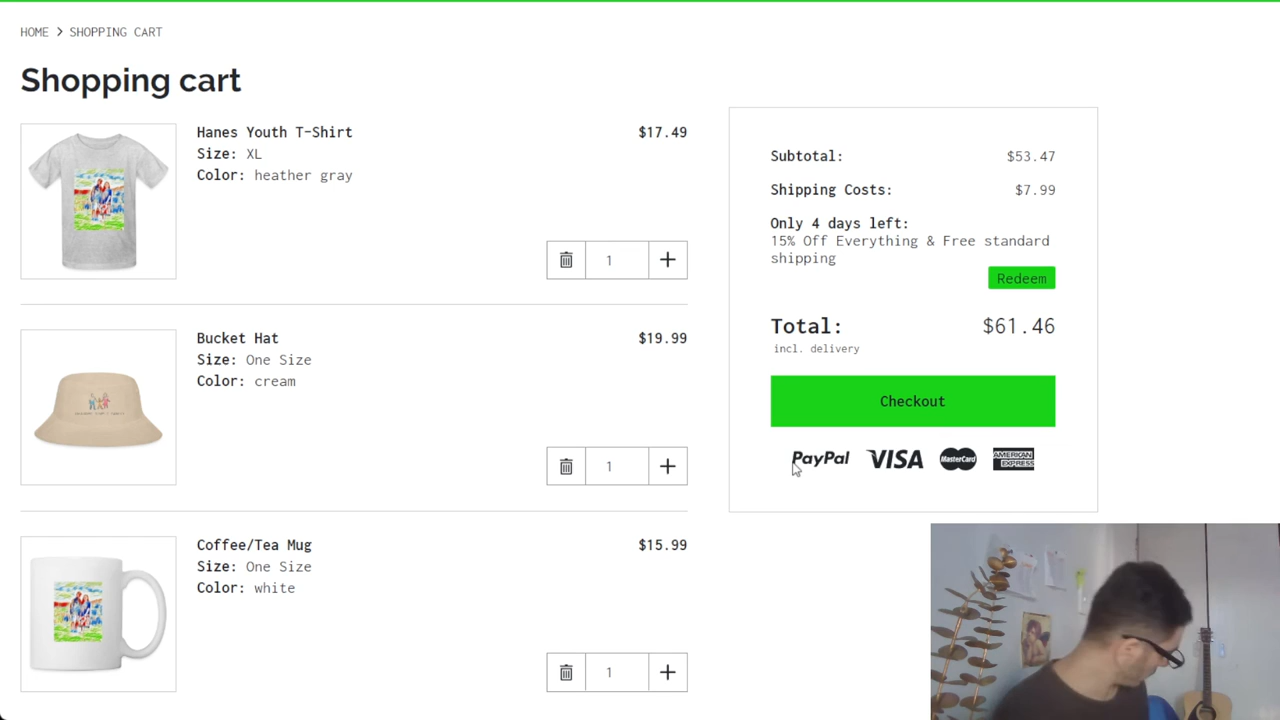 HOME > SHOPPING CART
Shopping cart
Hanes Youth T-Shirt
$17.49
Size: XL
Color: heather gray
1
Bucket Hat
$19.99
Size: One Size
Color: cream
1
Coffee/Tea Mug
$15.99
Size: One Size
Color: white
1
Subtotal: $53.47
Shipping Costs: $7.99
Only 4 days left:
15% Off Everything & Free standard
shipping
Redeem
Total: $61.46
incl. delivery
Checkout
PayPal VISA MasterCard AMERICAN EXPRESS